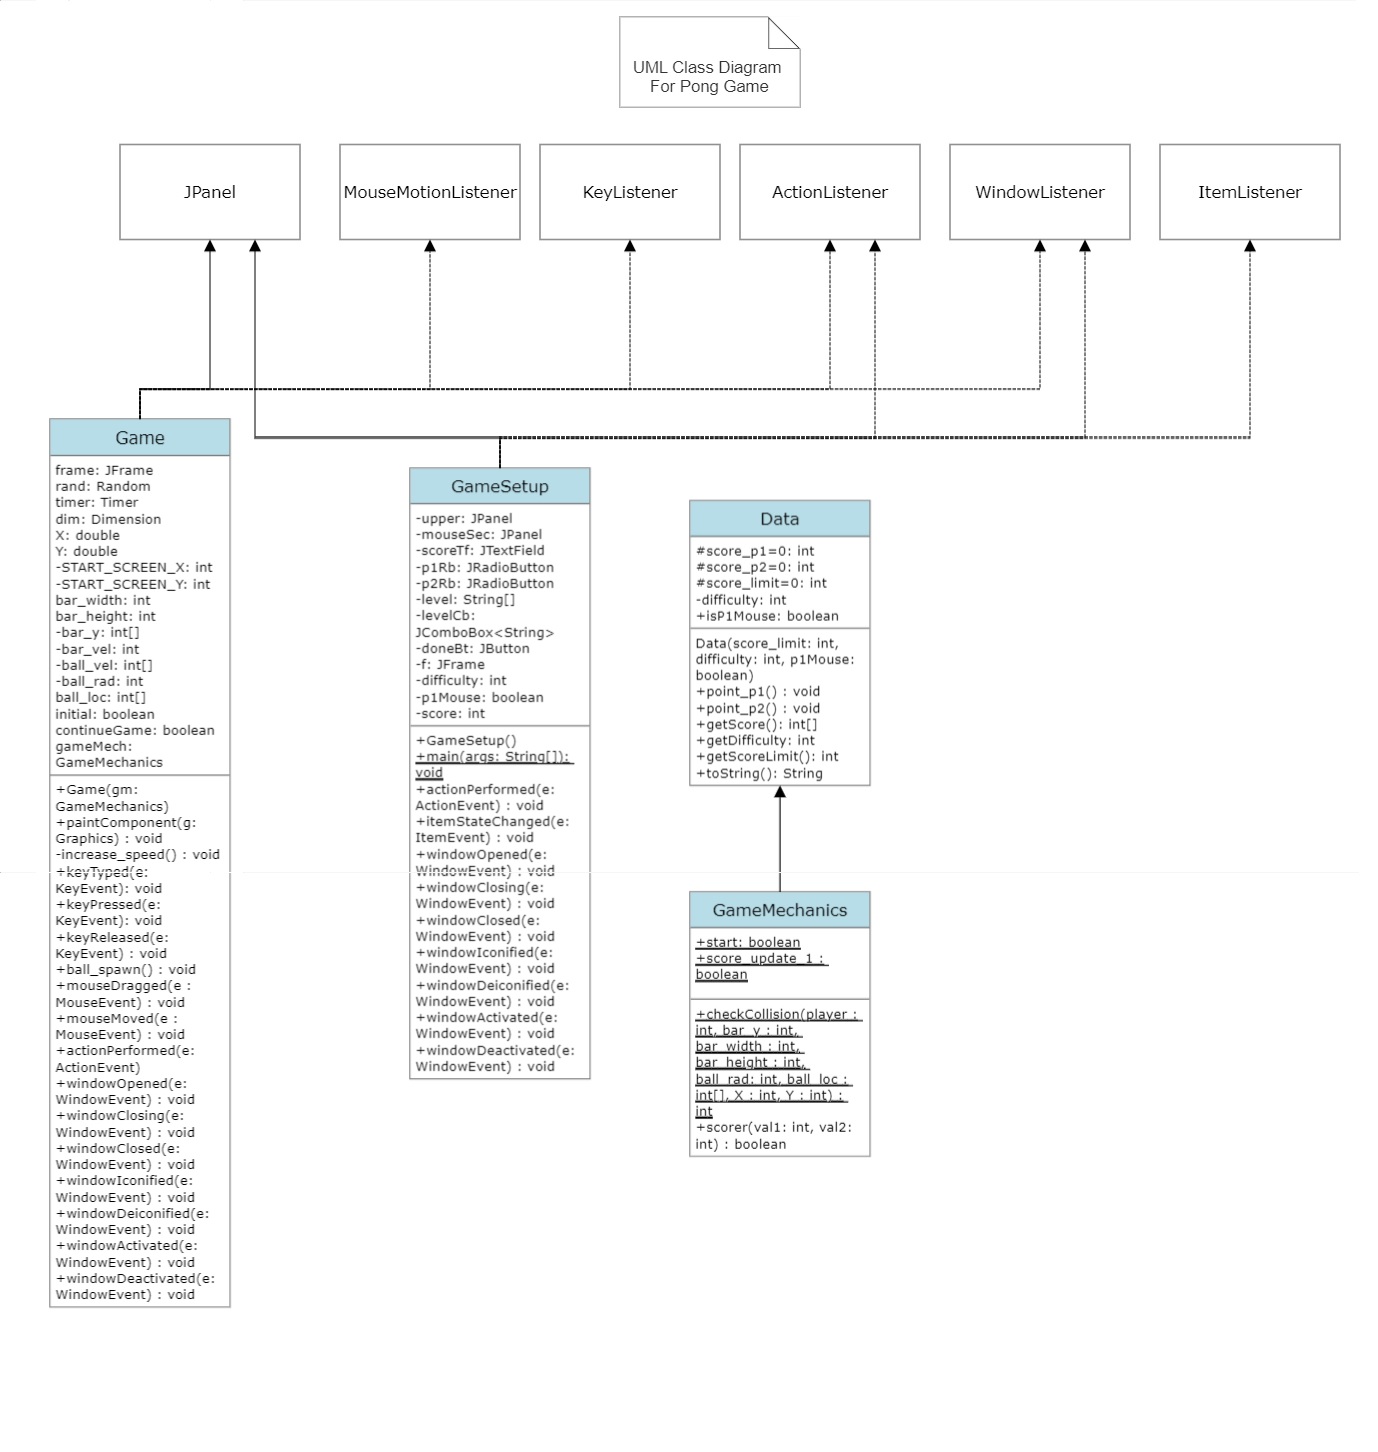 UML Class Diagram
For Pong Game
JPanel
MouseMotionListener
KeyListener
ActionListener
WindowListener
ItemListener
Game
frame: JFrame
rand: Random
timer: Timer
dim: Dimension
X: double
Y: double
-START_SCREEN_X: int
-START_SCREEN_Y: int
bar_width: int
bar_height: int
-bar_y: int[]
-bar_vel: int
-ball_vel: int[]
-ball_rad: int
ball_loc: int[]
initial: boolean
continueGame: boolean
gameMech:
GameMechanics
+Game(gm:
GameMechanics)
+paintComponent(g:
Graphics) : void
-increase_speed() : void
+keyTyped(e:
KeyEvent): void
+keyPressed(e:
KeyEvent): void
+keyReleased(e:
KeyEvent) : void
+ball_spawn() : void
+mouseDragged(e :
MouseEvent) : void
+mouseMoved(e :
MouseEvent) : void
+actionPerformed(e:
ActionEvent)
+windowOpened(e:
WindowEvent) : void
+windowClosing(e:
WindowEvent) : void
+windowClosed(e:
WindowEvent) : void
+windowIconified(e:
WindowEvent) : void
+windowDeiconified(e:
WindowEvent) : void
+windowActivated(e:
WindowEvent) : void
+windowDeactivated(e:
WindowEvent) : void
GameSetup
-upper: JPanel
-mouseSec: JPanel
-scoreTf: JTextField
-p1Rb: JRadioButton
-p2Rb: JRadioButton
-level: String[]
-levelCb:
JComboBox<String>
-doneBt: JButton
-f: JFrame
-difficulty: int
-p1Mouse: boolean
-score: int
+GameSetup()
+main(args: String[]):
void
+actionPerformed(e:
ActionEvent) : void
+itemStateChanged(e:
ItemEvent) : void
+windowOpened(e:
WindowEvent) : void
+windowClosing(e:
WindowEvent) : void
+windowClosed(e:
WindowEvent) : void
+windowIconified(e:
WindowEvent) : void
+windowDeiconified(e:
WindowEvent) : void
+windowActivated(e:
WindowEvent) : void
+windowDeactivated(e:
WindowEvent) : void
Data
#score_p1=0: int
#score_p2=0: int
#score_limit=0: int
-difficulty: int
+isP1Mouse: boolean
Data(score_limit: int,
difficulty: int, p1Mouse:
boolean)
+point_p1() : void
+point_p2() : void
+getScore(): int[]
+getDifficulty: int
+getScoreLimit(): int
+toString(): String
GameMechanics
+start: boolean
+score_update_1 :
boolean
+checkCollision(player :
int, bar_y : int,
bar_width : int,
bar_height : int,
ball_rad: int, ball_loc :
int[], X : int, Y : int) :
int
+scorer(val1: int, val2:
int) : boolean